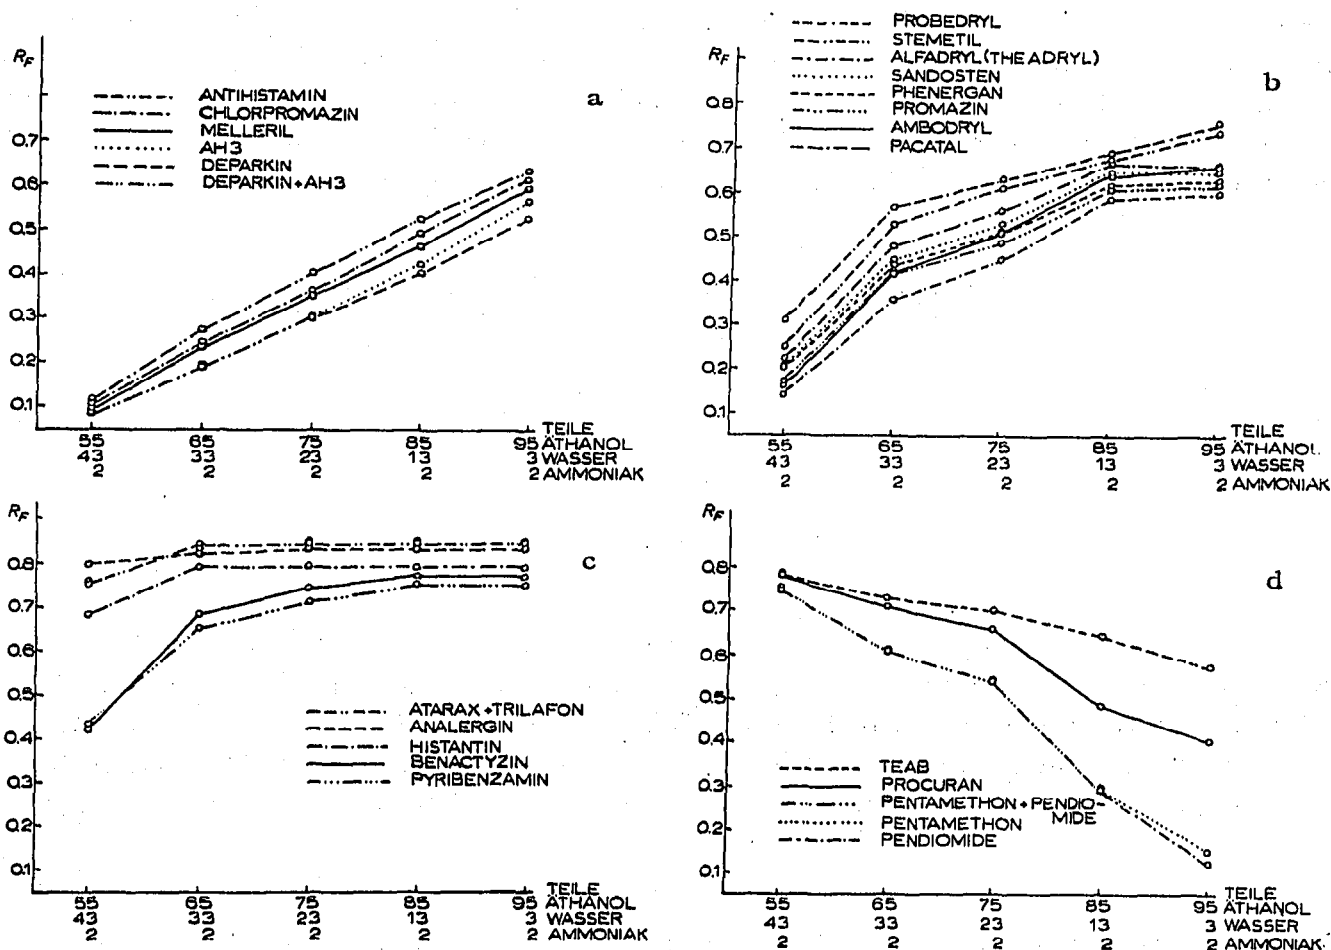 a
R_F
ANTIHISTAMIN
CHLORPROMAZIN
MELLERIL
AH3
DEPARKIN
DEPARKIN+AH3
0.7
0.6
0.5
0.4
0.3
0.2
0.1
TEILE
55 65 75 85 95 ÄTHANOL
43 33 23 13 3 WASSER
2 2 2 2 2 AMMONIAK
b
PROBEDRYL
STEMETIL
R_F
ALFADRYL(THEADRYL)
SANDOSTEN
PHENERGAN
PROMAZIN
AMBODRYL
PACATAL
0.8
0.7
0.6
0.5
0.4
0.3
0.2
0.1
TEILE
55 65 75 85 95 ÄTHANOL
43 33 23 13 3 WASSER
2 2 2 2 2 AMMONIAK
R_F
c
0.8
0.7
0.6
0.5
0.4
0.3
0.2
0.1
ATARAX+TRILAFON
ANALERGIN
HISTANTIN
BENACTYZIN
PYRIBENZAMIN
TEILE
55 65 75 85 95 ÄTHANOL
43 33 23 13 3 WASSER
2 2 2 2 2 AMMONIAK
R_F
d
0.8
0.7
0.6
0.5
0.4
0.3
0.2
0.1
TEAB
PROCURAN
PENTAMETHON+PENDIO-
MIDE
PENTAMETHON
PENDIOMIDE
TEILE
55 65 75 85 95 ÄTHANOL
43 33 23 13 3 WASSER
2 2 2 2 2 AMMONIAK